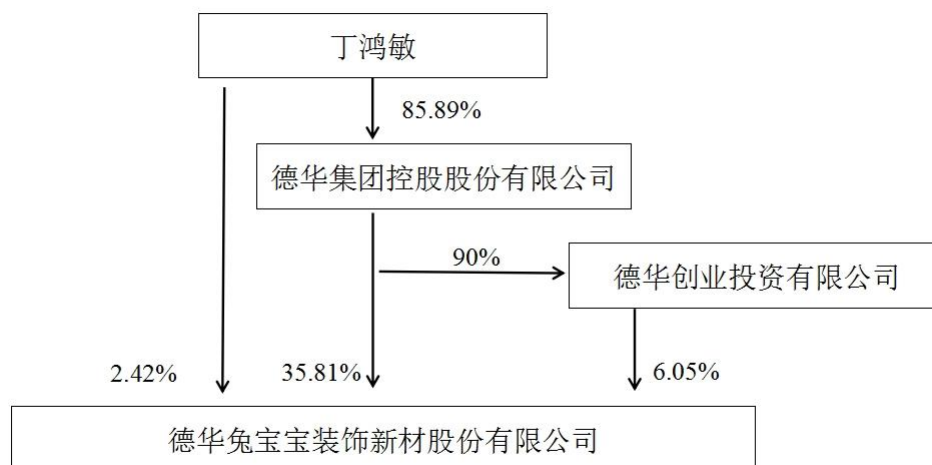 丁鸿敏
85.89%
德华集团控股股份有限公司
90%
德华创业投资有限公司
2.42%
35.81%
6.05%
德华兔宝宝装饰新材股份有限公司